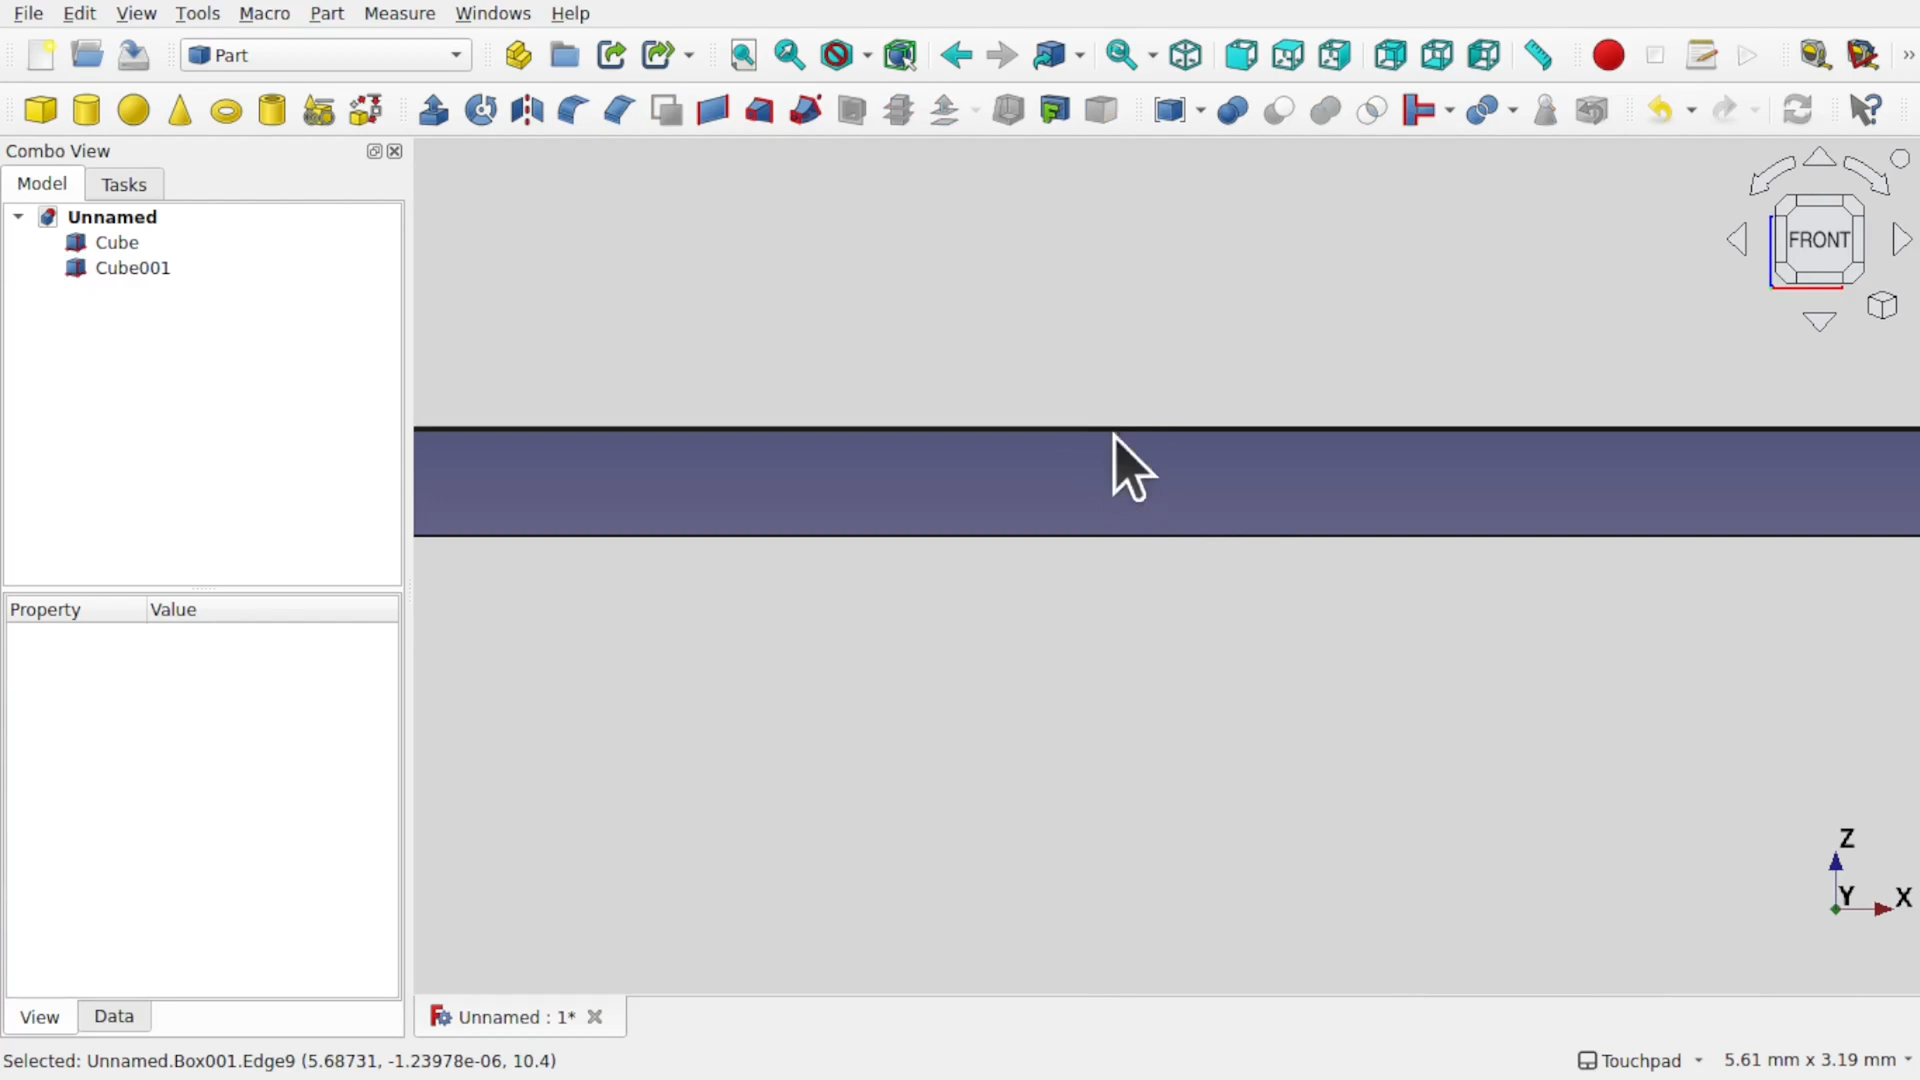 File Edit View Tools Macro Part Measure Windows Help
Part
Combo View
Model Tasks
Unnamed
Cube
Cube001
FRONT
Property Value
Z
Y X
View Data
Unnamed : 1*
Selected: Unnamed.Box001.Edge9 (5.68731, -1.23978e-06, 10.4)
Touchpad 5.61 mm x 3.19 mm